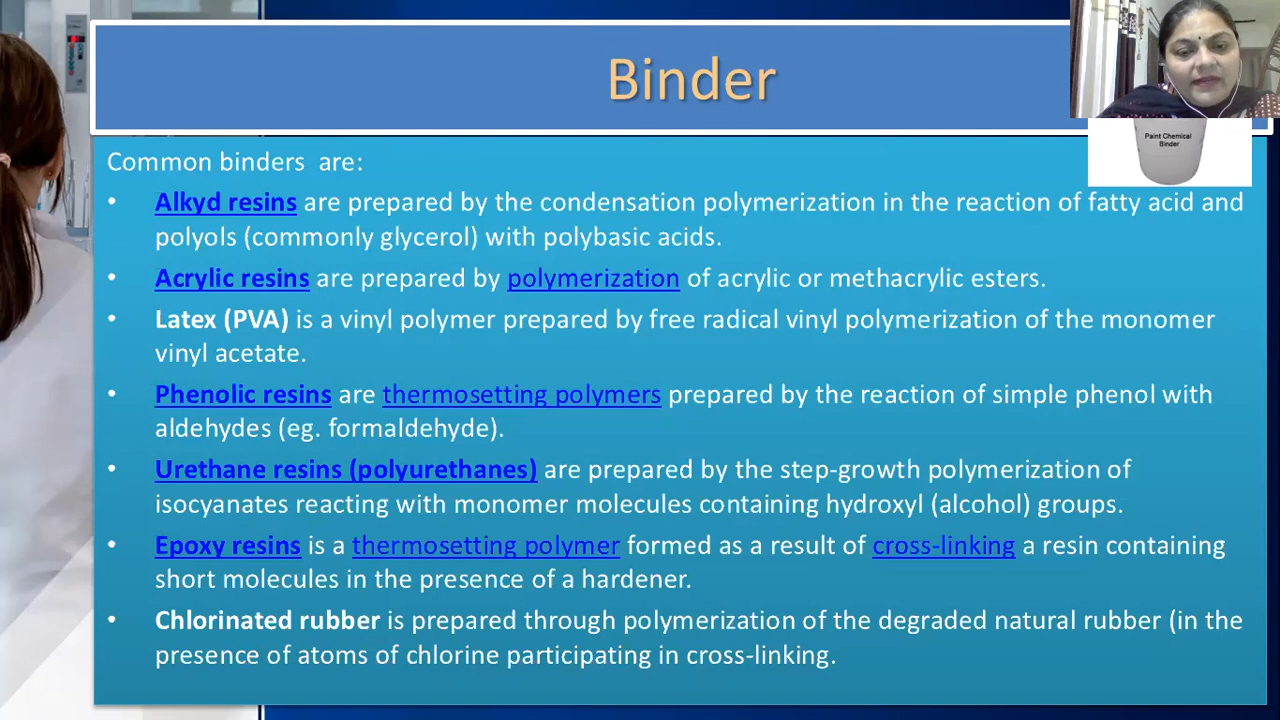 Binder
Paint Chemical
Binder
Common binders  are:
• Alkyd resins are prepared by the condensation polymerization in the reaction of fatty acid and
polyols (commonly glycerol) with polybasic acids.
• Acrylic resins are prepared by polymerization of acrylic or methacrylic esters.
• Latex (PVA) is a vinyl polymer prepared by free radical vinyl polymerization of the monomer
vinyl acetate.
• Phenolic resins are thermosetting polymers prepared by the reaction of simple phenol with
aldehydes (eg. formaldehyde).
• Urethane resins (polyurethanes) are prepared by the step-growth polymerization of
isocyanates reacting with monomer molecules containing hydroxyl (alcohol) groups.
• Epoxy resins is a thermosetting polymer formed as a result of cross-linking a resin containing
short molecules in the presence of a hardener.
• Chlorinated rubber is prepared through polymerization of the degraded natural rubber (in the
presence of atoms of chlorine participating in cross-linking.